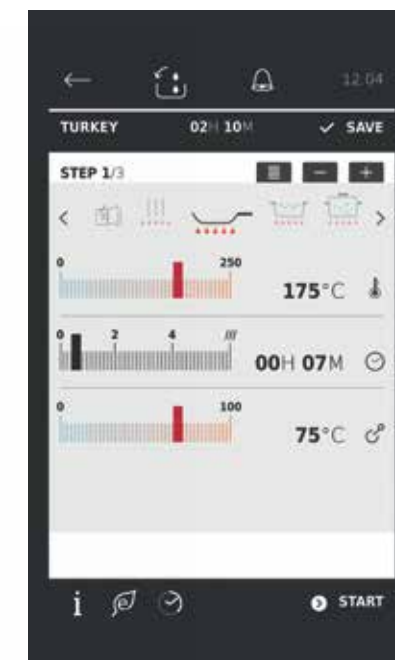 12.04
TURKEY 02H 10M SAVE
STEP 1/3
0 250
175°C
0 2 4 ///
00H 07M
0 100
75°C
i START